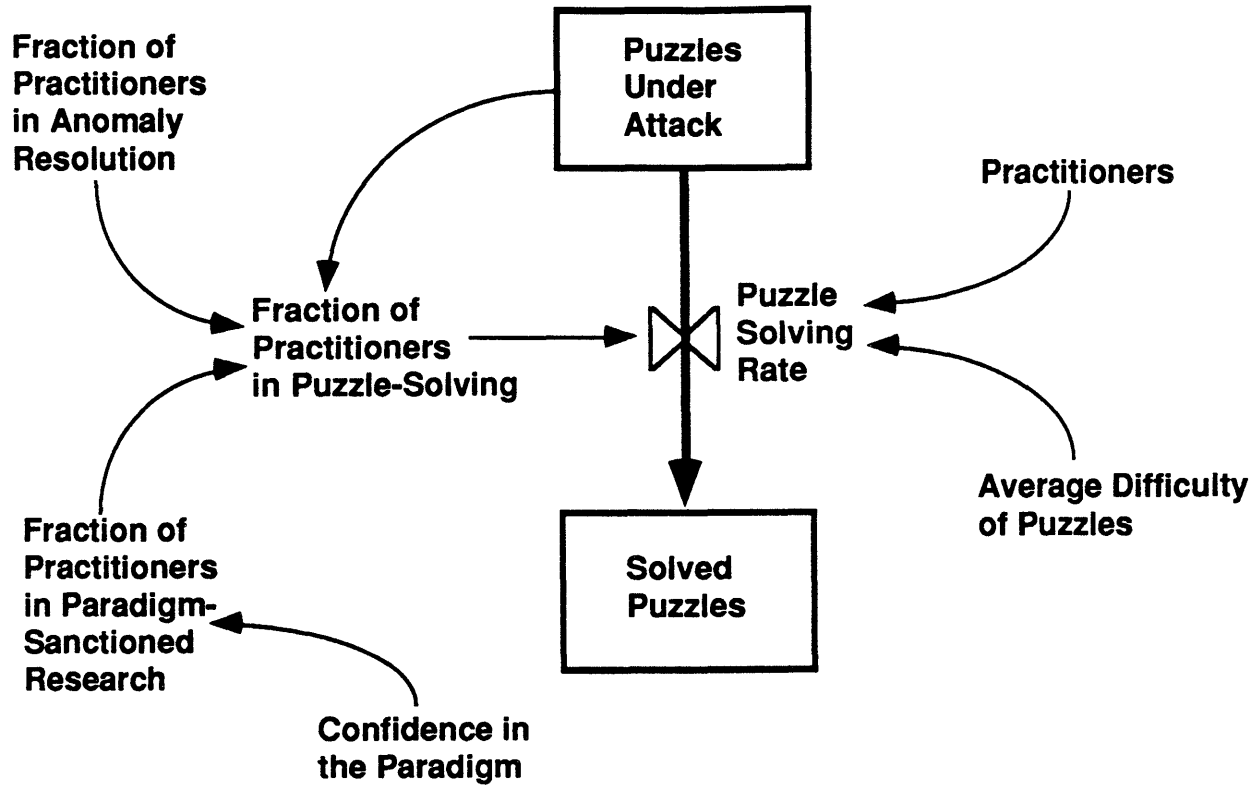 Fraction of
Practitioners
in Anomaly
Resolution
Puzzles
Under
Attack
Practitioners
Fraction of
Practitioners
in Puzzle-Solving
Puzzle
Solving
Rate
Average Difficulty
of Puzzles
Fraction of
Practitioners
in Paradigm-
Sanctioned
Research
Solved
Puzzles
Confidence in
the Paradigm